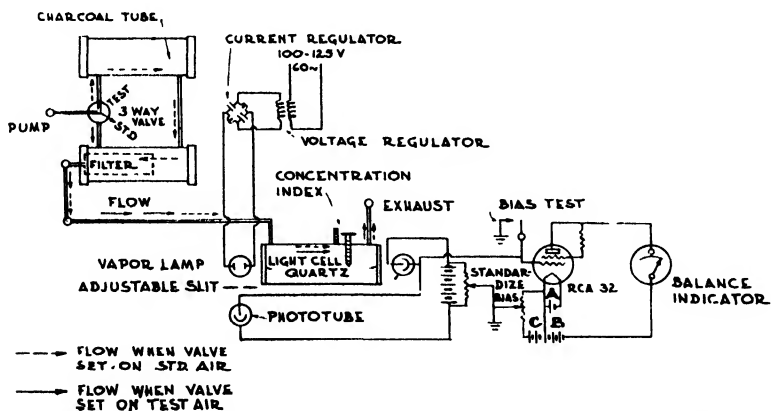 CHARCOAL TUBE
CURRENT REGULATOR
100-125 V
60~
TEST
3 WAY
VALVE
STD
PUMP
FILTER
VOLTAGE REGULATOR
FLOW
CONCENTRATION
INDEX
EXHAUST
BIAS TEST
VAPOR LAMP
LIGHT CELL
QUARTZ
ADJUSTABLE SLIT
STANDAR-
DIZE
BIAS
A
RCA 32
BALANCE
INDICATOR
C B
PHOTOTUBE
FLOW WHEN VALVE
SET-ON STD AIR
FLOW WHEN VALVE
SET ON TEST AIR